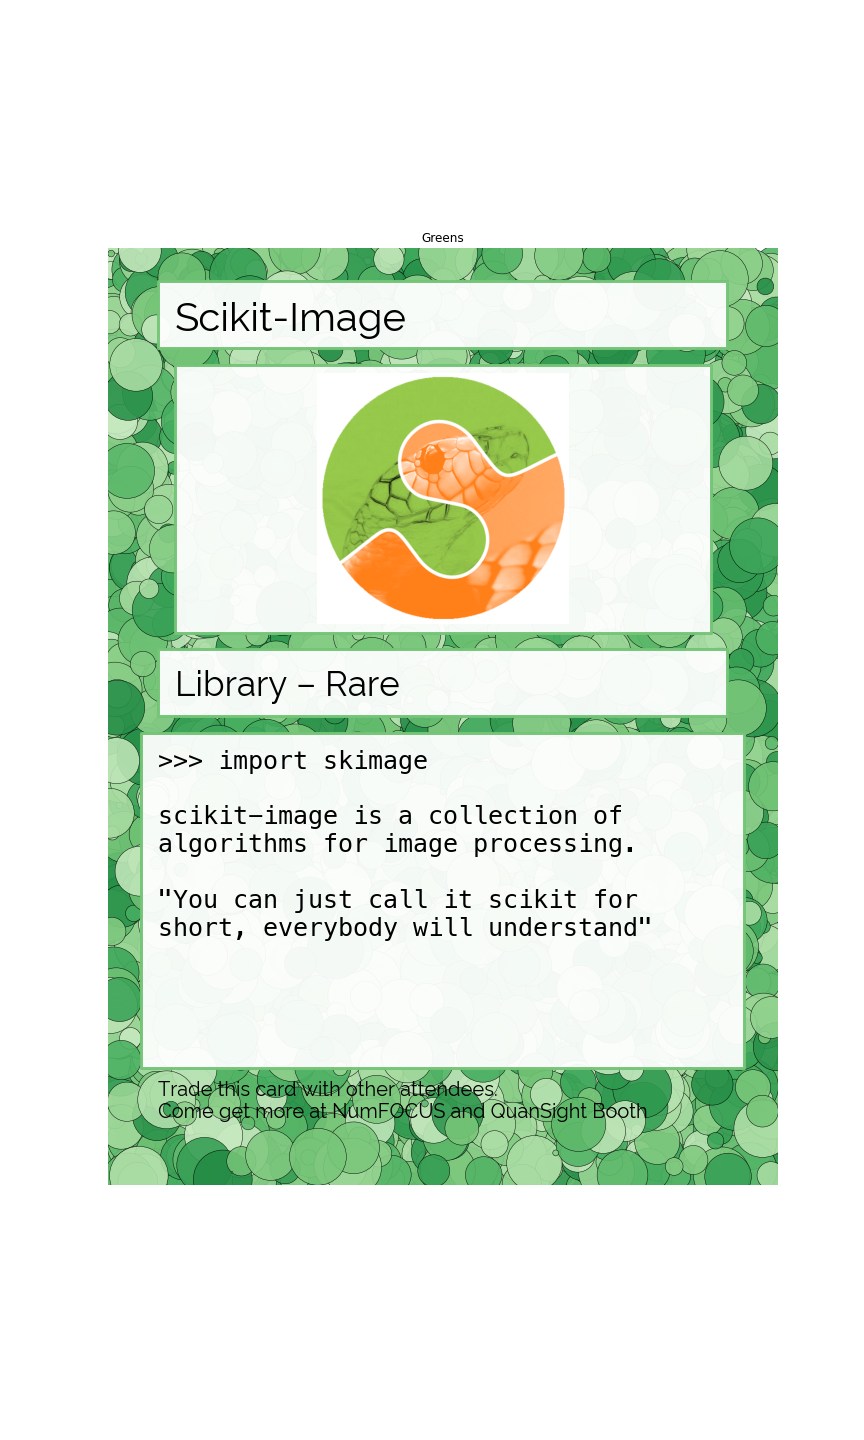 Greens
Scikit-Image
Library – Rare
>>> import skimage
scikit−image is a collection of
algorithms for image processing.
"You can just call it scikit for
short, everybody will understand"
Trade this card with other attendees.
Come get more at NumFOCUS and QuanSight Booth